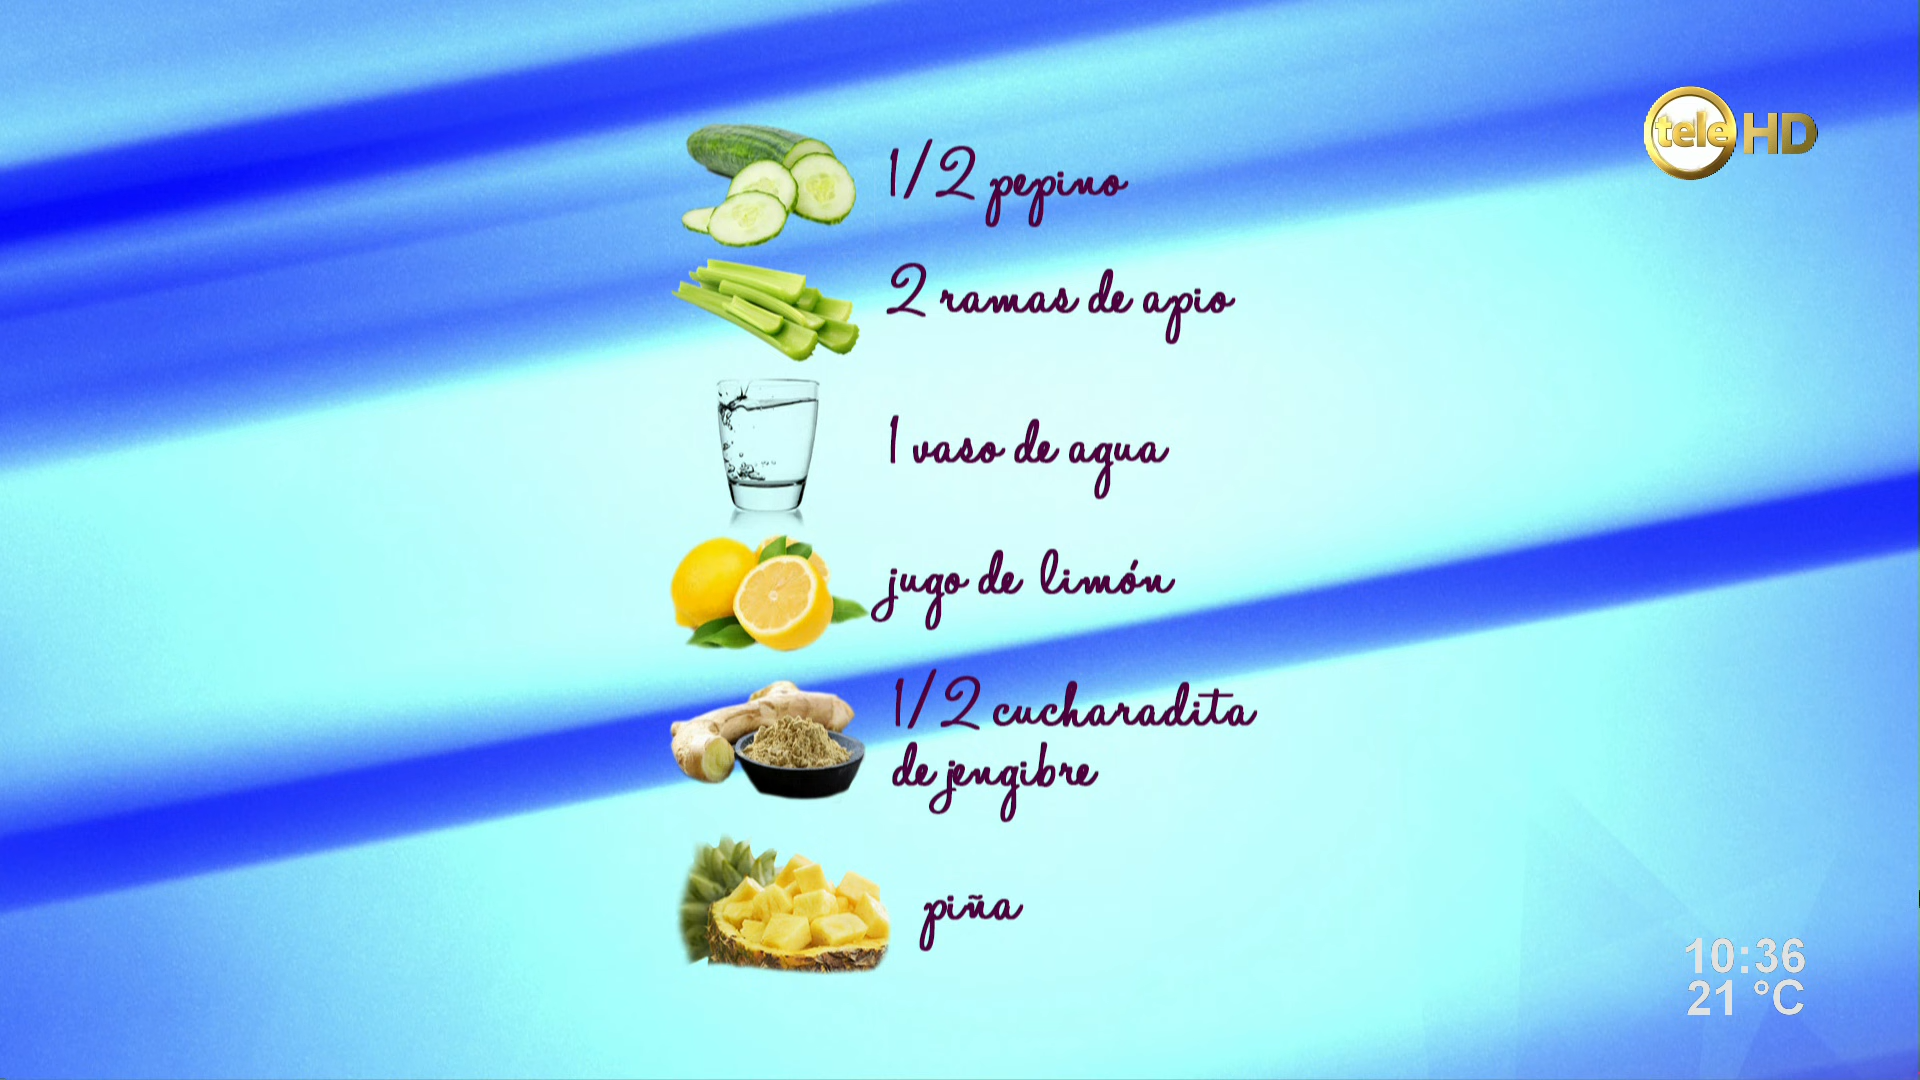 tele HD
1/2 pepino
2 ramas de apio
1 vaso de agua
jugo de limón
1/2 cucharadita
de jengibre
piña
10:36
21 °C